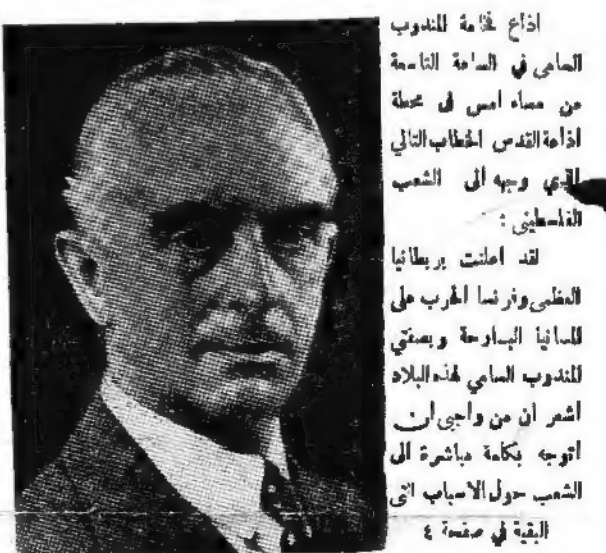 اذاع فخامة المندوب
السامي في الساعة التاسعة
من مساء امس في محطة
اذاعة القدس الخطاب التالي
الذي وجهه الى الشعب
الفلسطيني :
لقد اعلنت بريطانيا
العظمى وفرنسا الحرب على
المانيا البارحة وبصفتي
المندوب السامي لهذه البلاد
اشعر ان من واجبي ان
اتوجه بكلمة مباشرة الى
الشعب حول الاسباب التي
البقية في صفحة ٤